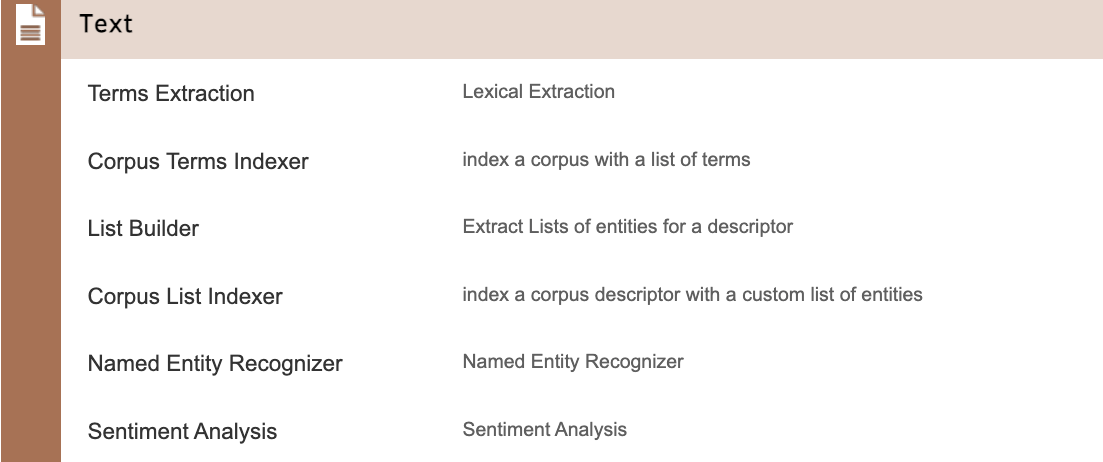 Text
Terms Extraction Lexical Extraction
Corpus Terms Indexer index a corpus with a list of terms
List Builder Extract Lists of entities for a descriptor
Corpus List Indexer index a corpus descriptor with a custom list of entities
Named Entity Recognizer Named Entity Recognizer
Sentiment Analysis Sentiment Analysis